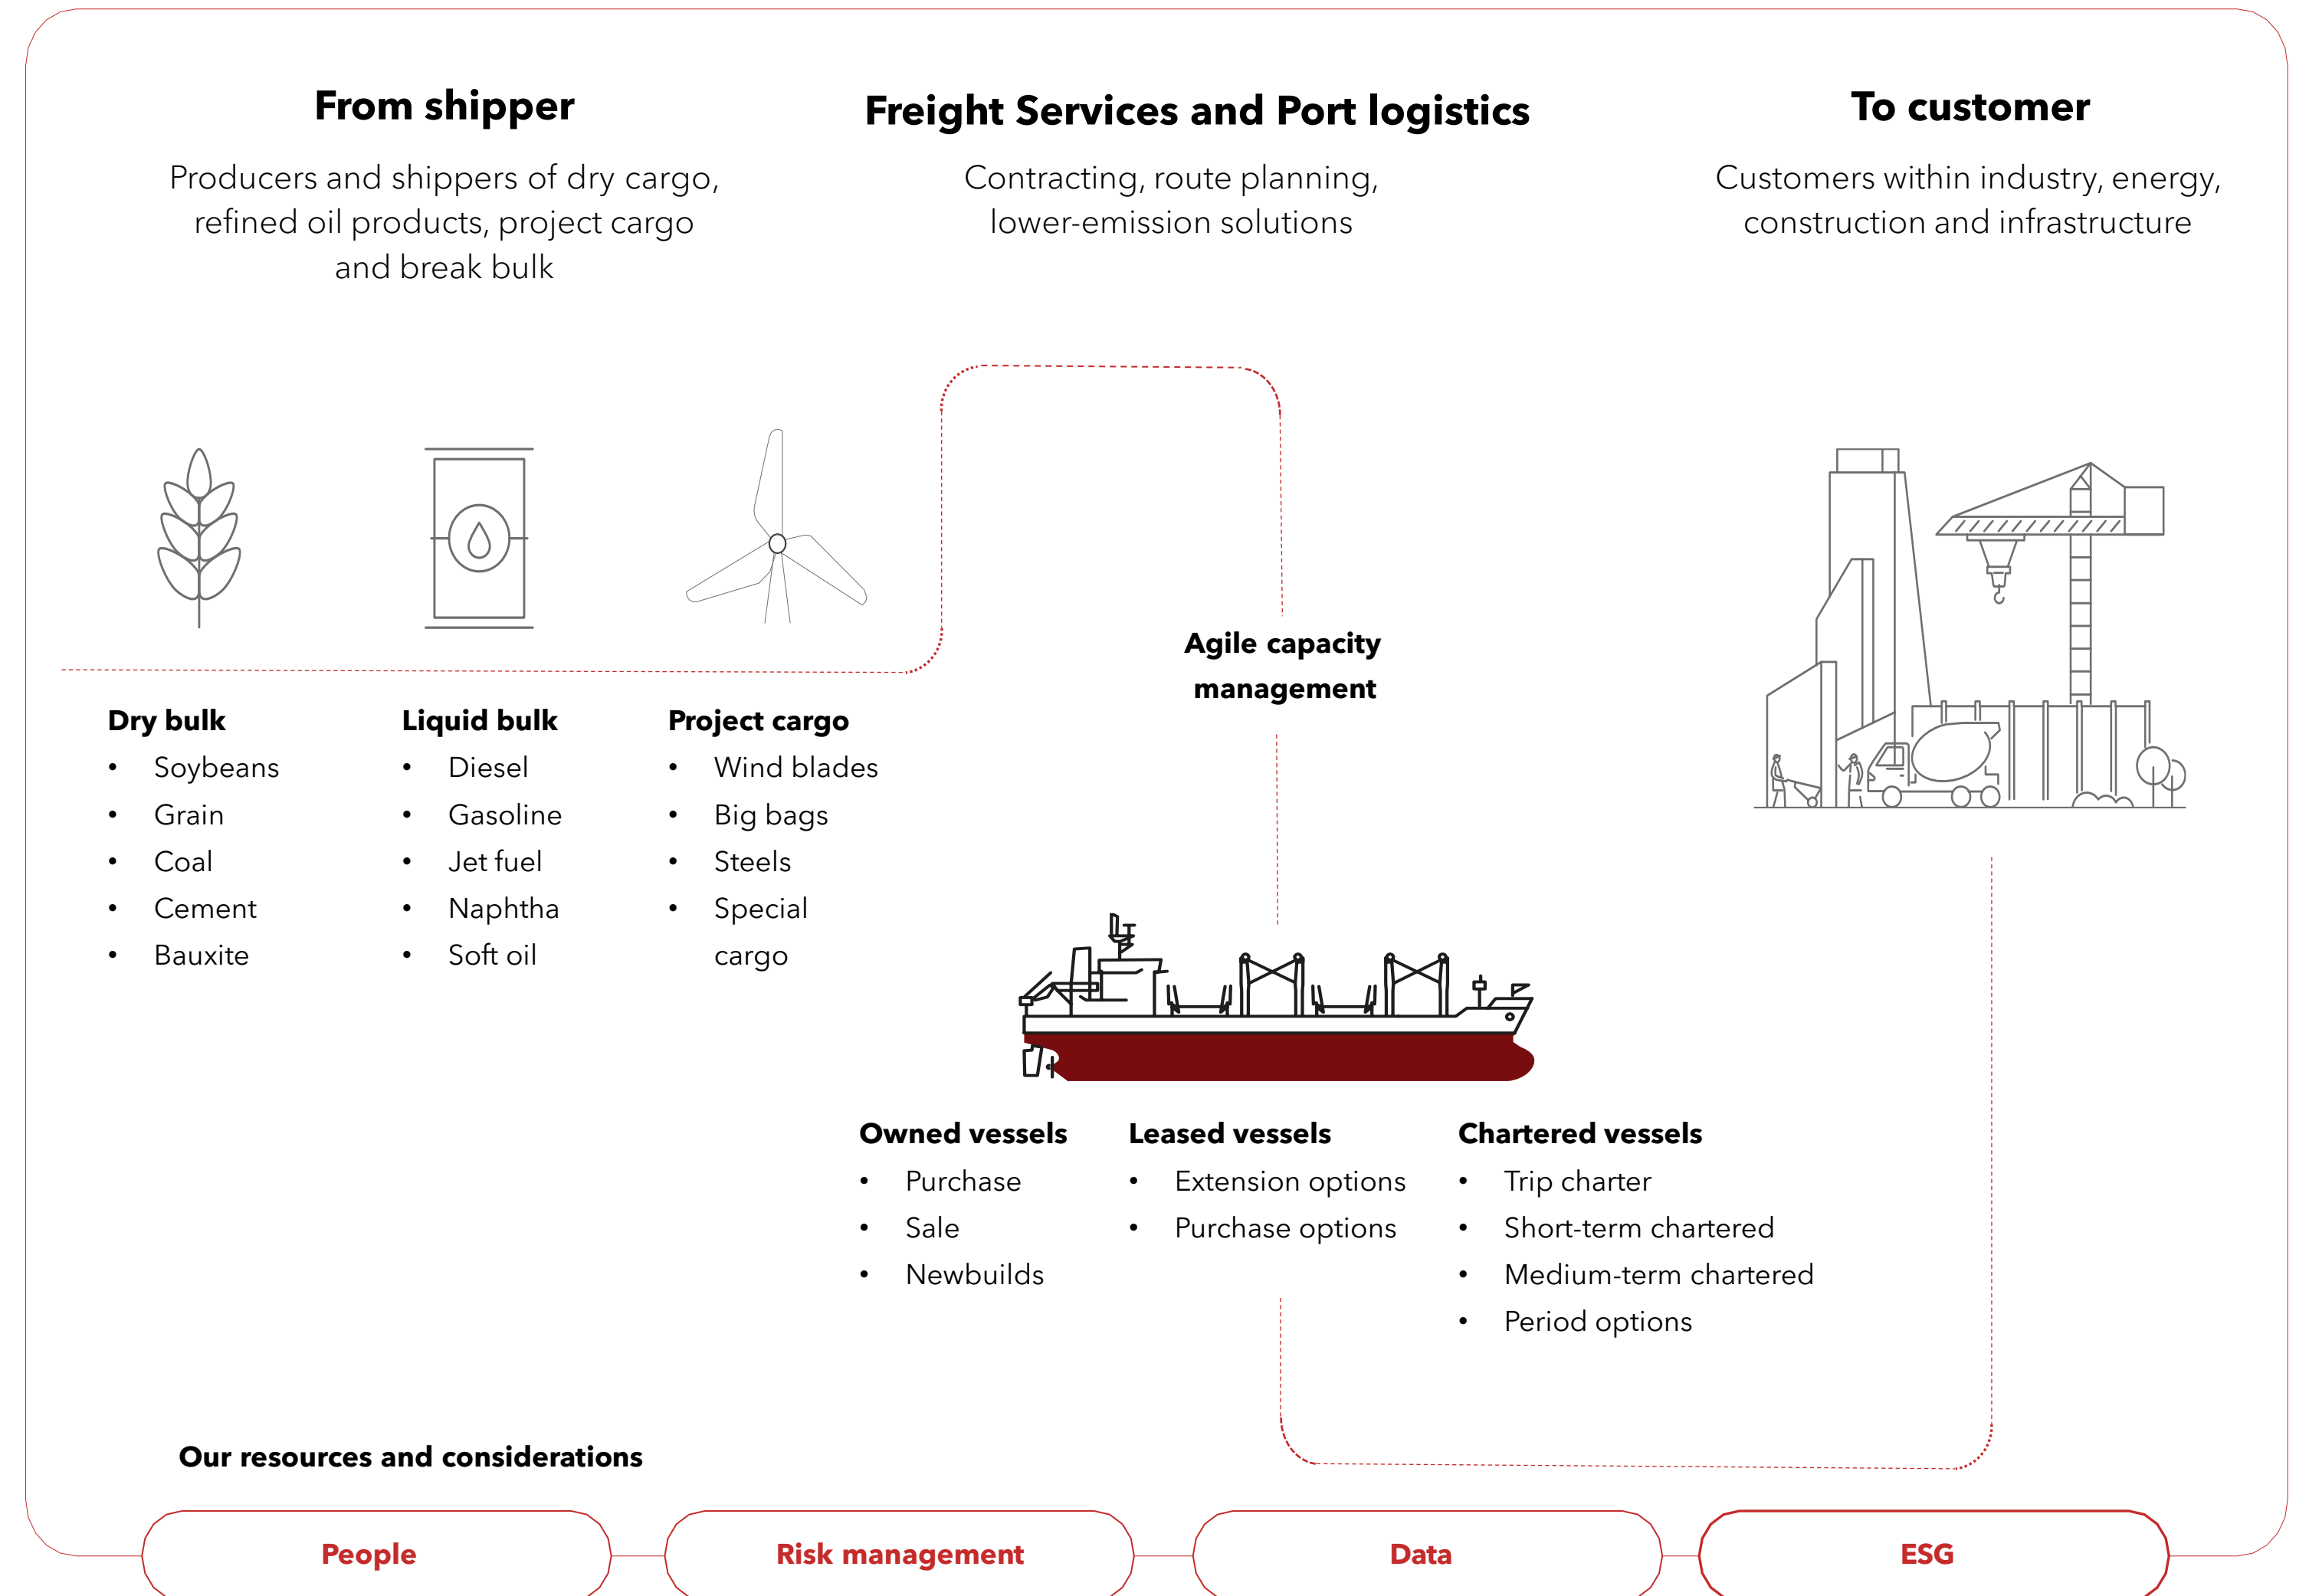 From shipper
Producers and shippers of dry cargo,
refined oil products, project cargo
and break bulk
Freight Services and Port logistics
Contracting, route planning,
lower-emission solutions
To customer
Customers within industry, energy,
construction and infrastructure
Dry bulk
• Soybeans
• Grain
• Coal
• Cement
• Bauxite
Liquid bulk
• Diesel
• Gasoline
• Jet fuel
• Naphtha
• Soft oil
Project cargo
• Wind blades
• Big bags
• Steels
• Special
cargo
Agile capacity
management
Owned vessels
• Purchase
• Sale
• Newbuilds
Leased vessels
• Extension options
• Purchase options
Chartered vessels
• Trip charter
• Short-term chartered
• Medium-term chartered
• Period options
Our resources and considerations
People
Risk management
Data
ESG